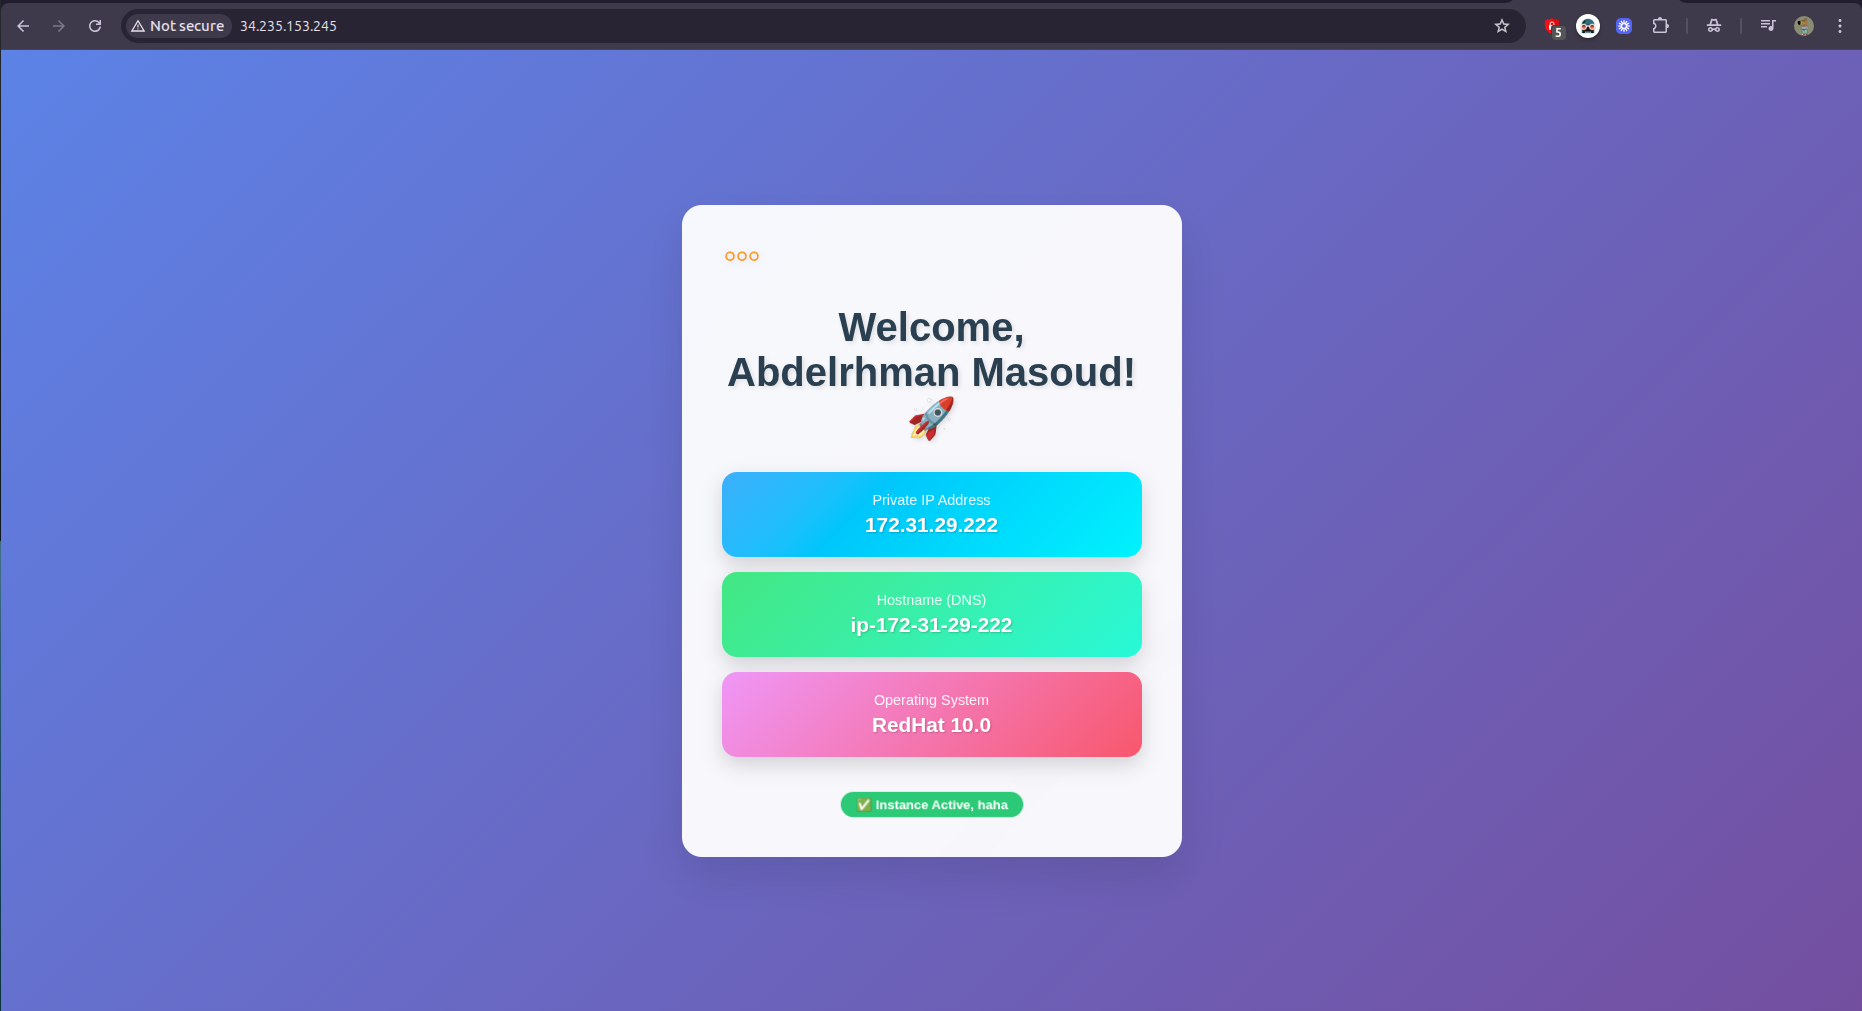 Not secure
34.235.153.245
5
Welcome,
Abdelrhman Masoud!
🚀
Private IP Address
172.31.29.222
Hostname (DNS)
ip-172-31-29-222
Operating System
RedHat 10.0
✅ Instance Active, haha